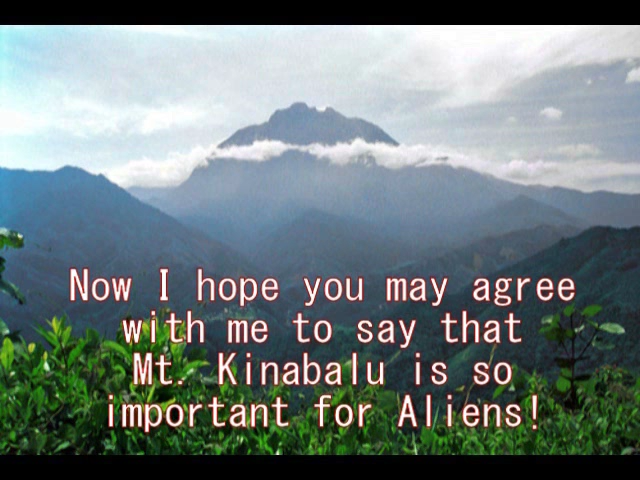 Now I hope you may agree
with me to say that
Mt. Kinabalu is so
important for Aliens!